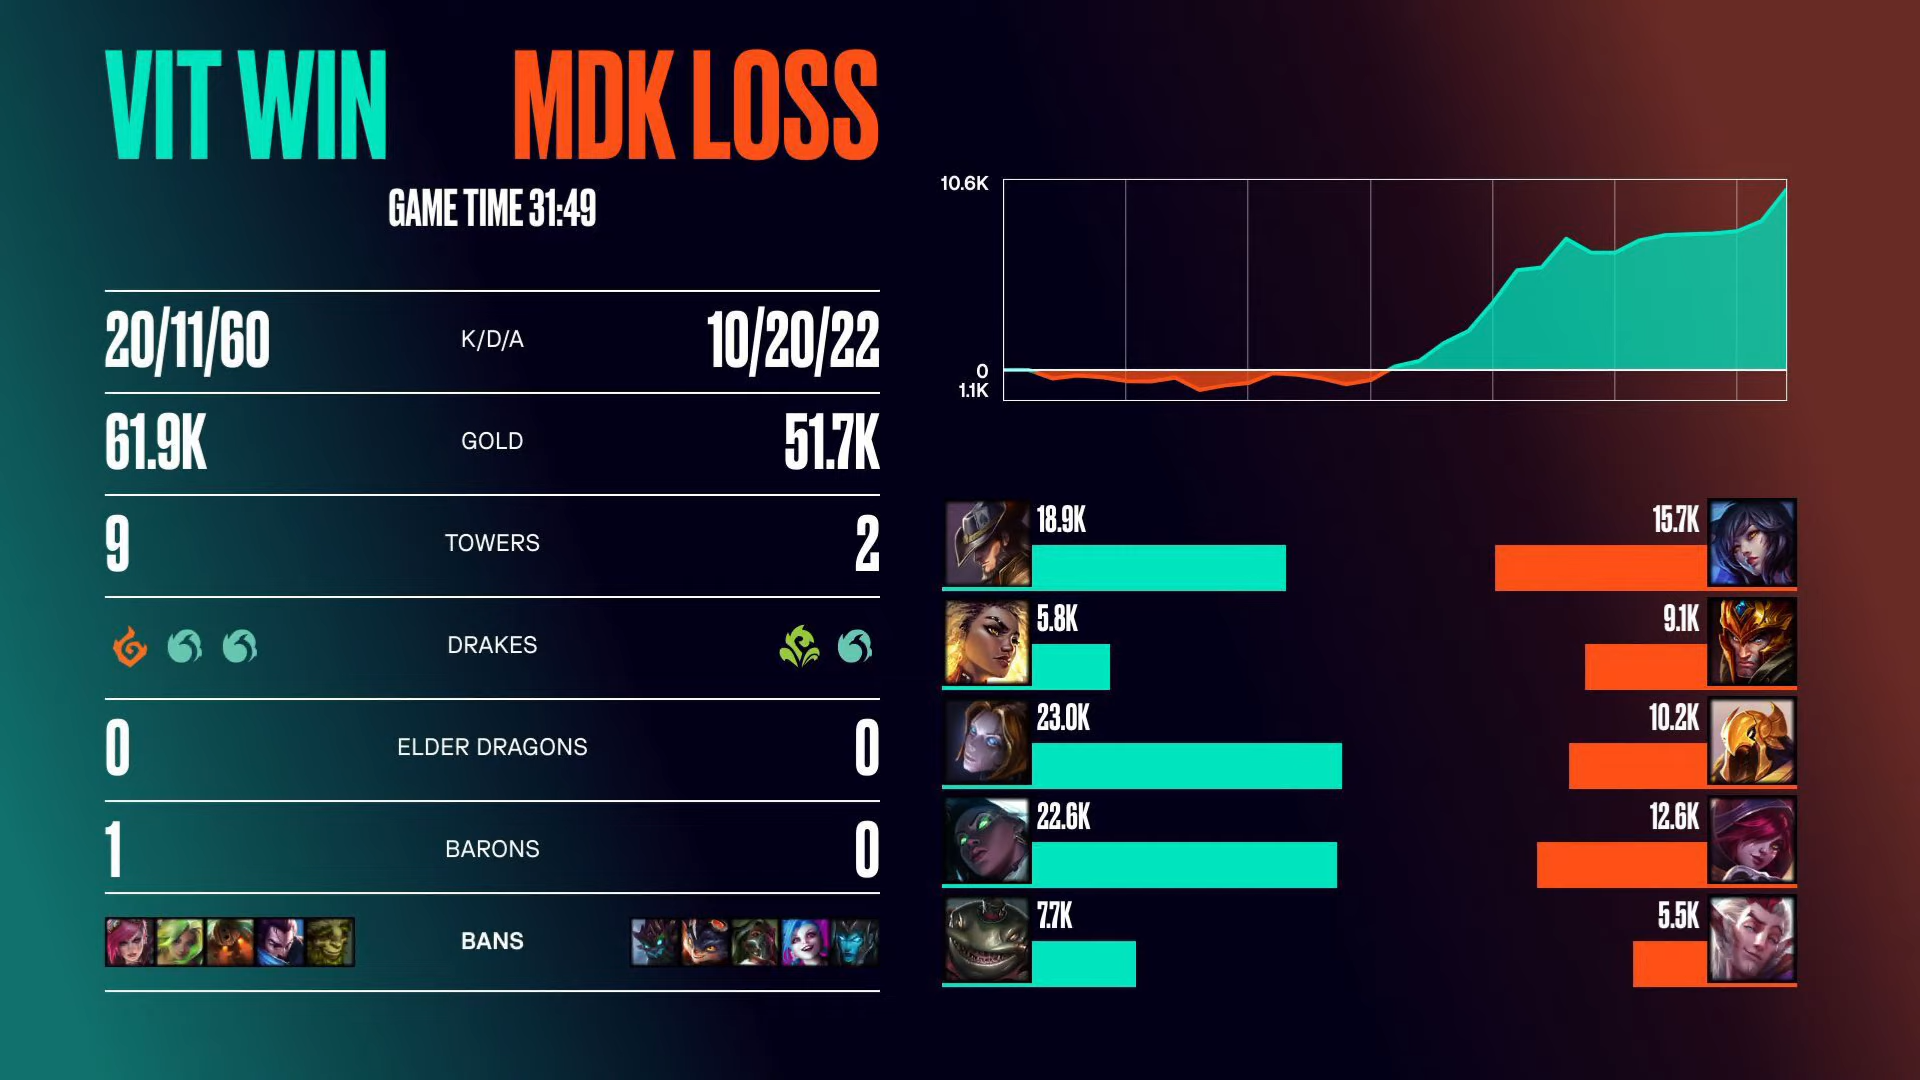 VIT WIN MDK LOSS
GAME TIME 31:49
20/11/60 K/D/A 10/20/22
61.9K GOLD 51.7K
9 TOWERS 2
DRAKES
0 ELDER DRAGONS 0
1 BARONS 0
BANS
10.6K
0
1.1K
18.9K 15.7K
5.8K 9.1K
23.0K 10.2K
22.6K 12.6K
7.7K 5.5K